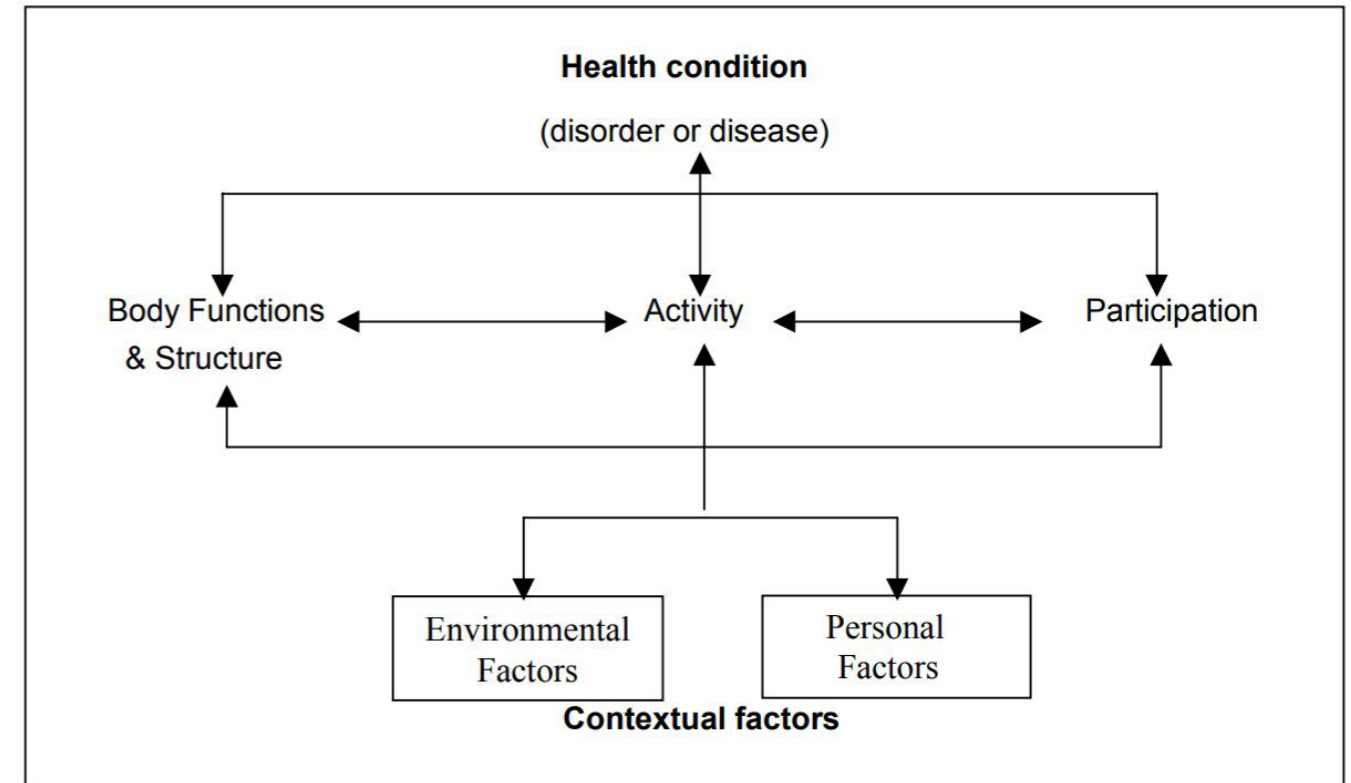 Health condition
(disorder or disease)
Body Functions
& Structure
Activity
Participation
Environmental
Factors
Personal
Factors
Contextual factors